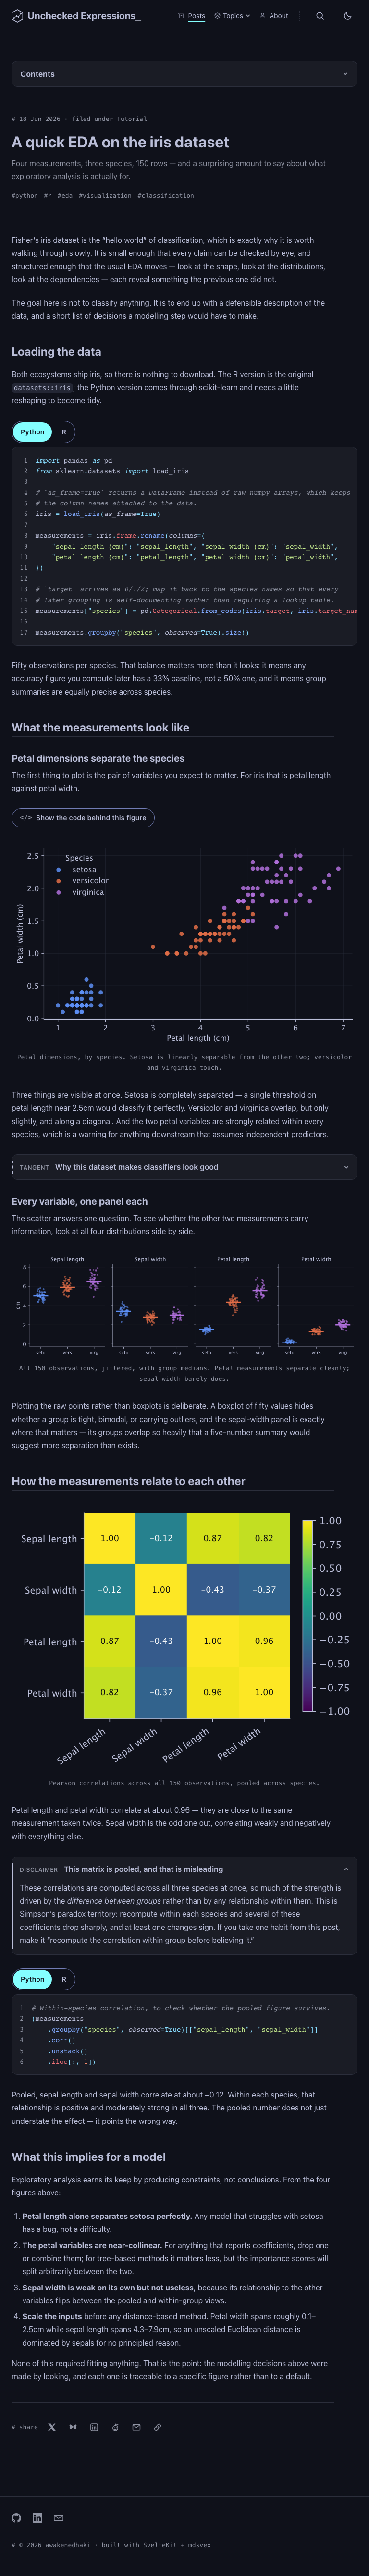 Unchecked Expressions_
Posts
Topics
About
Contents
# 18 Jun 2026 · filed under Tutorial
A quick EDA on the iris dataset
Four measurements, three species, 150 rows — and a surprising amount to say about what
exploratory analysis is actually for.
#python #r #eda #visualization #classification
Fisher’s iris dataset is the “hello world” of classification, which is exactly why it is worth
walking through slowly. It is small enough that every claim can be checked by eye, and
structured enough that the usual EDA moves — look at the shape, look at the distributions,
look at the dependencies — each reveal something the previous one did not.
The goal here is not to classify anything. It is to end up with a defensible description of the
data, and a short list of decisions a modelling step would have to make.
Loading the data
Both ecosystems ship iris, so there is nothing to download. The R version is the original
datasets::iris; the Python version comes through scikit-learn and needs a little
reshaping to become tidy.
Python R
1 import pandas as pd
2 from sklearn.datasets import load_iris
3
4 # `as_frame=True` returns a DataFrame instead of raw numpy arrays, which keeps
5 # the column names attached to the data.
6 iris = load_iris(as_frame=True)
7
8 measurements = iris.frame.rename(columns={
9 "sepal length (cm)": "sepal_length", "sepal width (cm)": "sepal_width",
10 "petal length (cm)": "petal_length", "petal width (cm)": "petal_width",
11 })
12
13 # `target` arrives as 0/1/2; map it back to the species names so that every
14 # later grouping is self-documenting rather than requiring a lookup table.
15 measurements["species"] = pd.Categorical.from_codes(iris.target, iris.target_nam
16
17 measurements.groupby("species", observed=True).size()
Fifty observations per species. That balance matters more than it looks: it means any
accuracy figure you compute later has a 33% baseline, not a 50% one, and it means group
summaries are equally precise across species.
What the measurements look like
Petal dimensions separate the species
The first thing to plot is the pair of variables you expect to matter. For iris that is petal length
against petal width.
</> Show the code behind this figure
Species
setosa
versicolor
virginica
2.5
2.0
1.5
1.0
0.5
0.0
Petal width (cm)
1 2 3 4 5 6 7
Petal length (cm)
Petal dimensions, by species. Setosa is linearly separable from the other two; versicolor
and virginica touch.
Three things are visible at once. Setosa is completely separated — a single threshold on
petal length near 2.5cm would classify it perfectly. Versicolor and virginica overlap, but only
slightly, and along a diagonal. And the two petal variables are strongly related within every
species, which is a warning for anything downstream that assumes independent predictors.
TANGENT Why this dataset makes classifiers look good
Every variable, one panel each
The scatter answers one question. To see whether the other two measurements carry
information, look at all four distributions side by side.
Sepal length Sepal width Petal length Petal width
8
6
4
2
0
cm
seto vers virg seto vers virg seto vers virg seto vers virg
All 150 observations, jittered, with group medians. Petal measurements separate cleanly;
sepal width barely does.
Plotting the raw points rather than boxplots is deliberate. A boxplot of fifty values hides
whether a group is tight, bimodal, or carrying outliers, and the sepal-width panel is exactly
where that matters — its groups overlap so heavily that a five-number summary would
suggest more separation than exists.
How the measurements relate to each other
Sepal length 1.00 −0.12 0.87 0.82
Sepal width −0.12 1.00 −0.43 −0.37
Petal length 0.87 −0.43 1.00 0.96
Petal width 0.82 −0.37 0.96 1.00
Sepal length Sepal width Petal length Petal width
1.00
0.75
0.50
0.25
0.00
−0.25
−0.50
−0.75
−1.00
Pearson correlations across all 150 observations, pooled across species.
Petal length and petal width correlate at about 0.96 — they are close to the same
measurement taken twice. Sepal width is the odd one out, correlating weakly and negatively
with everything else.
DISCLAIMER This matrix is pooled, and that is misleading
These correlations are computed across all three species at once, so much of the strength is
driven by the difference between groups rather than by any relationship within them. This is
Simpson’s paradox territory: recompute within each species and several of these
coefficients drop sharply, and at least one changes sign. If you take one habit from this post,
make it “recompute the correlation within group before believing it.”
Python R
1 # Within-species correlation, to check whether the pooled figure survives.
2 (measurements
3 .groupby("species", observed=True)[["sepal_length", "sepal_width"]]
4 .corr()
5 .unstack()
6 .iloc[:, 1])
Pooled, sepal length and sepal width correlate at about −0.12. Within each species, that
relationship is positive and moderately strong in all three. The pooled number does not just
understate the effect — it points the wrong way.
What this implies for a model
Exploratory analysis earns its keep by producing constraints, not conclusions. From the four
figures above:
1. Petal length alone separates setosa perfectly. Any model that struggles with setosa
has a bug, not a difficulty.
2. The petal variables are near-collinear. For anything that reports coefficients, drop one
or combine them; for tree-based methods it matters less, but the importance scores will
split arbitrarily between the two.
3. Sepal width is weak on its own but not useless, because its relationship to the other
variables flips between the pooled and within-group views.
4. Scale the inputs before any distance-based method. Petal width spans roughly 0.1–
2.5cm while sepal length spans 4.3–7.9cm, so an unscaled Euclidean distance is
dominated by sepals for no principled reason.
None of this required fitting anything. That is the point: the modelling decisions above were
made by looking, and each one is traceable to a specific figure rather than to a default.
# share
# © 2026 awakenedhaki · built with SvelteKit + mdsvex